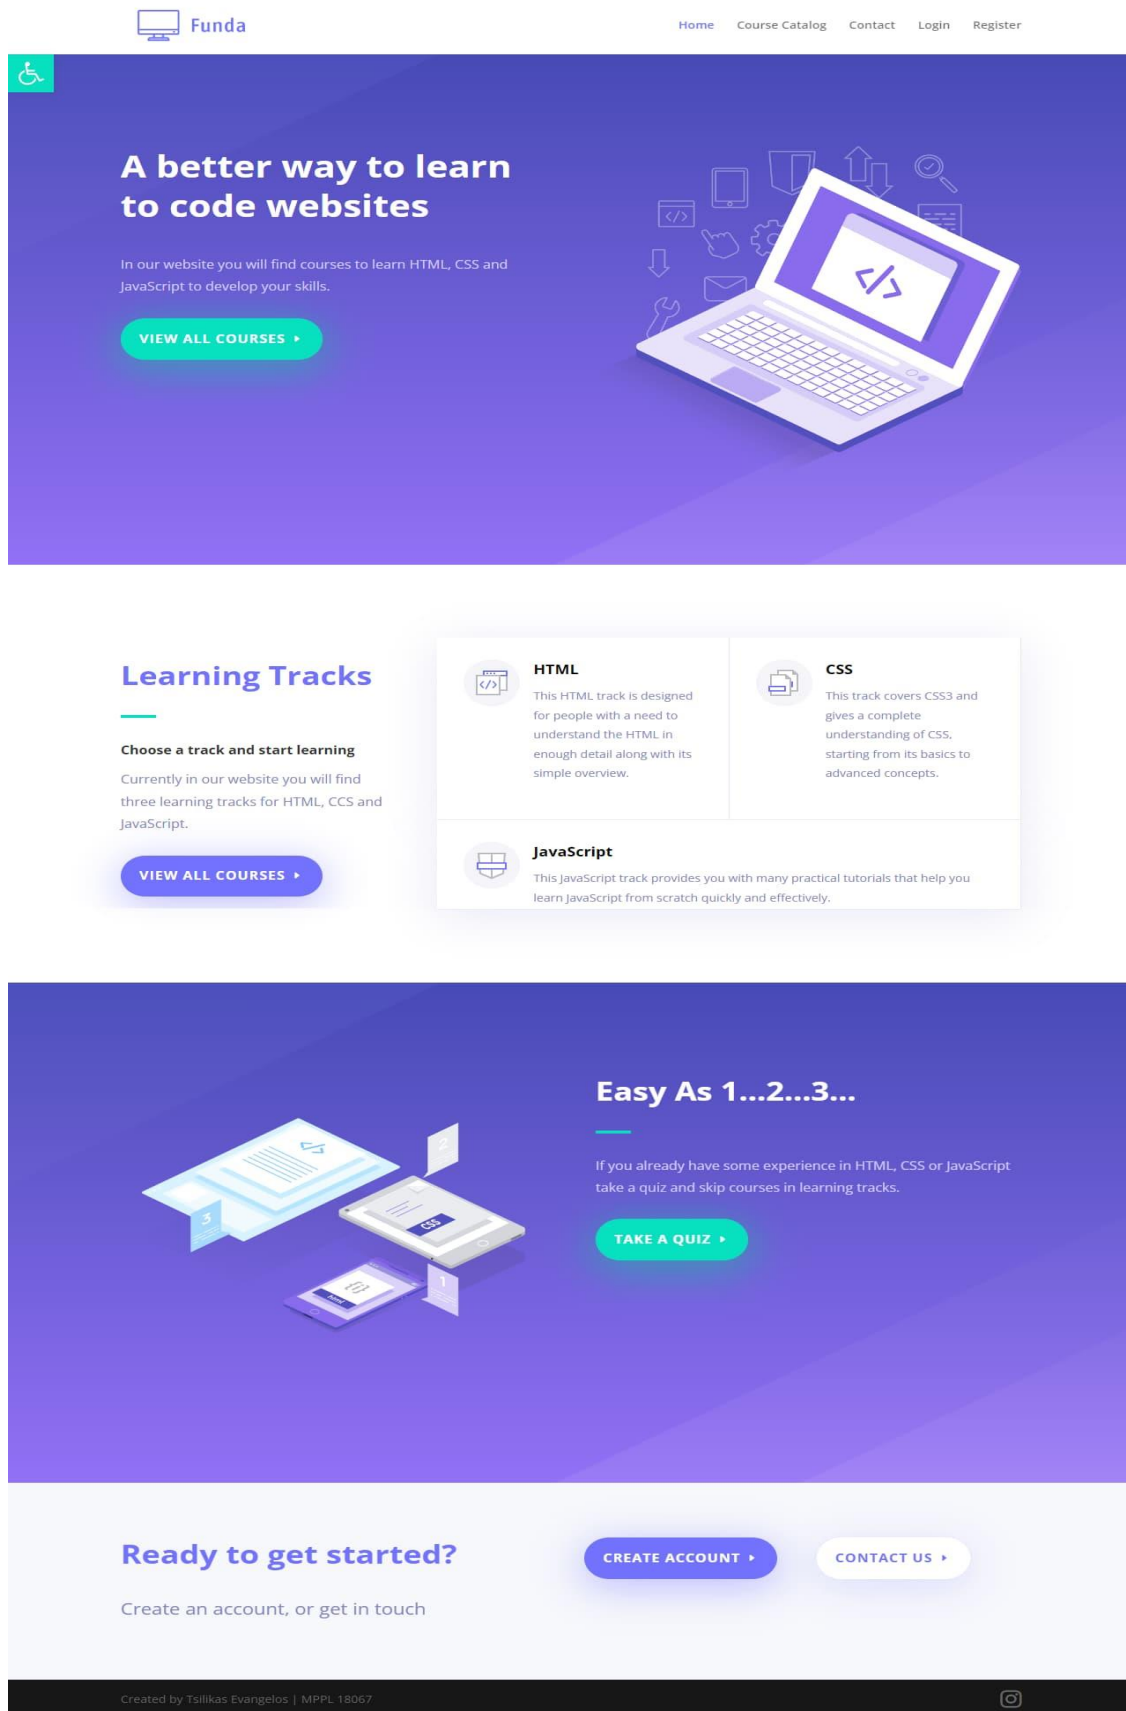 Funda
Home Course Catalog Contact Login Register
A better way to learn
to code websites
In our website you will find courses to learn HTML, CSS and
JavaScript to develop your skills.
VIEW ALL COURSES
</>
</>
Learning Tracks
Choose a track and start learning
Currently in our website you will find
three learning tracks for HTML, CCS and
JavaScript.
VIEW ALL COURSES
</>
HTML
This HTML track is designed
for people with a need to
understand the HTML in
enough detail along with its
simple overview.
CSS
This track covers CSS3 and
gives a complete
understanding of CSS,
starting from its basics to
advanced concepts.
JavaScript
This JavaScript track provides you with many practical tutorials that help you
learn JavaScript from scratch quickly and effectively.
</>
2
3
CSS
1
html
Easy As 1...2...3...
If you already have some experience in HTML, CSS or JavaScript
take a quiz and skip courses in learning tracks.
TAKE A QUIZ
Ready to get started?
Create an account, or get in touch
CREATE ACCOUNT
CONTACT US
Created by Tsilikas Evangelos | MPPL 18067